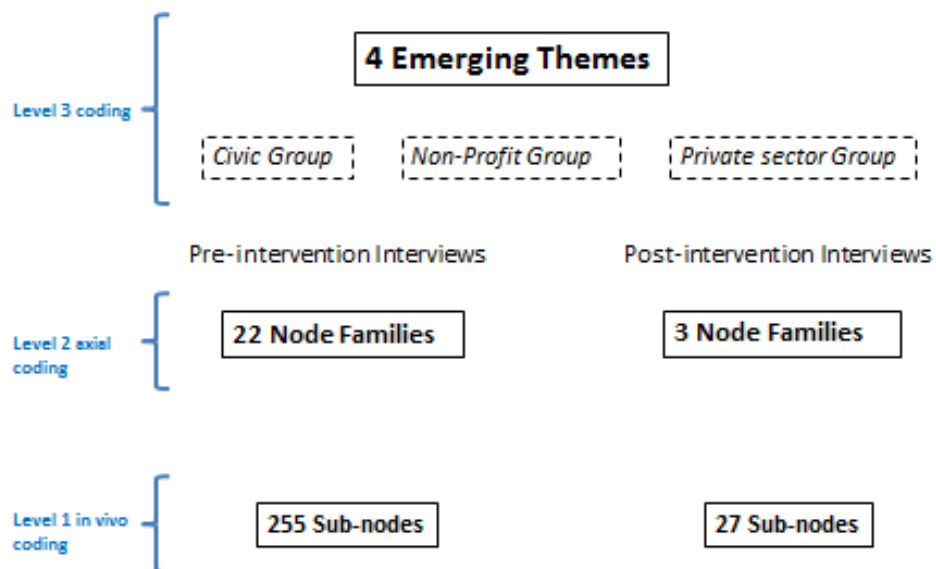 4 Emerging Themes
Level 3 coding
Civic Group
Non-Profit Group
Private sector Group
Pre-intervention Interviews
Post-intervention Interviews
Level 2 axial
coding
22 Node Families
3 Node Families
Level 1 in vivo
coding
255 Sub-nodes
27 Sub-nodes